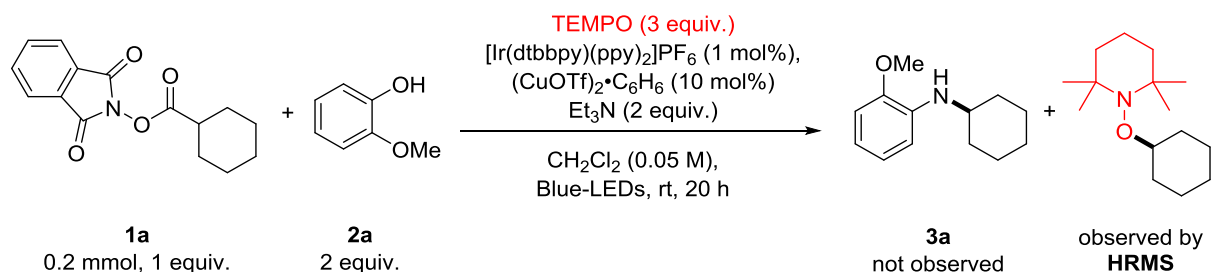 TEMPO (3 equiv.)
[Ir(dtbbpy)(ppy)2]PF6 (1 mol%),
(CuOTf)2•C6H6 (10 mol%)
Et3N (2 equiv.)
CH2Cl2 (0.05 M),
Blue-LEDs, rt, 20 h
O
O
N
O
O
+
OH
OMe
OMe
H
N
+
N
O
1a
0.2 mmol, 1 equiv.
2a
2 equiv.
3a
not observed
observed by
HRMS